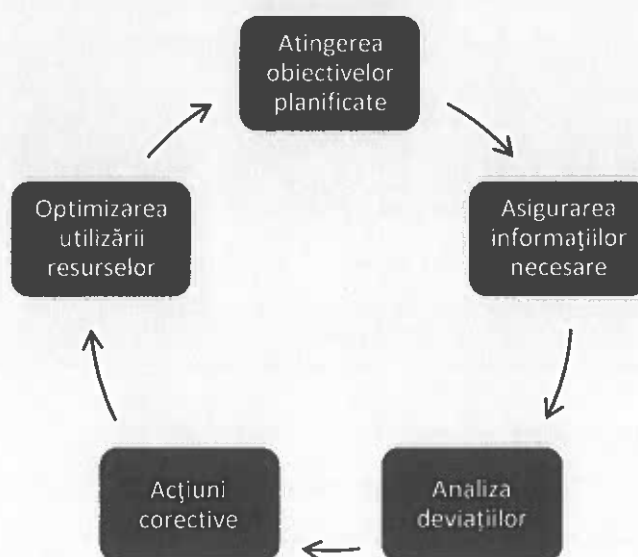 Atingerea
obiectivelor
planificate
Asigurarea
informaţiilor
necesare
Analiza
deviaţiilor
Acţiuni
corective
Optimizarea
utilizării
resurselor